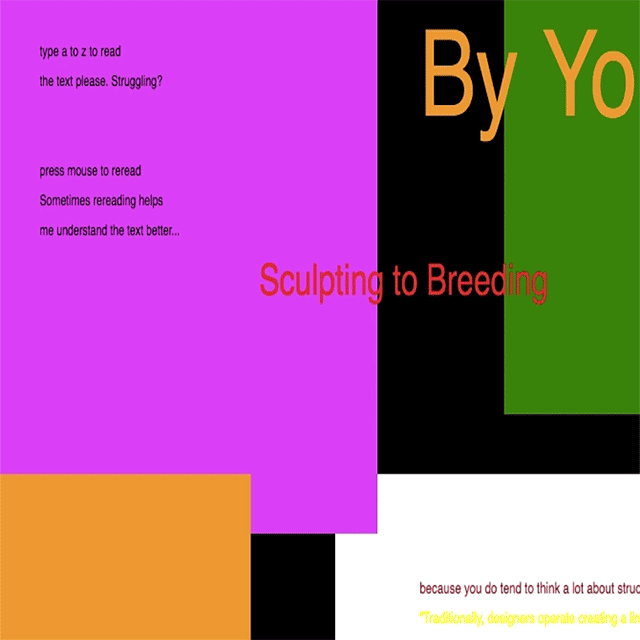 type a to z to read
the text please. Struggling?
By Yo
press mouse to reread
Sometimes rereading helps
me understand the text better...
Sculpting to Breeding
because you do tend to think a lot about struc
"Traditionally, designers operate creating a fin